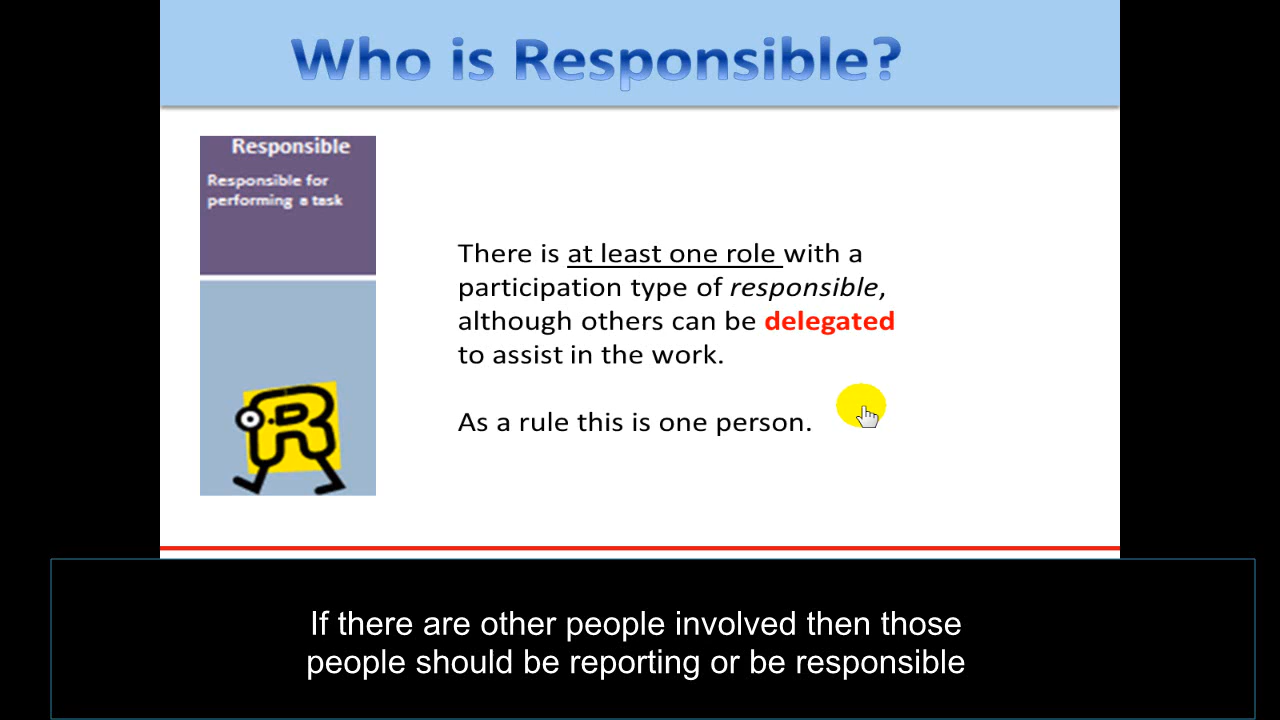 Who is Responsible?
Responsible
Responsible for
performing a task
There is at least one role with a
participation type of responsible,
although others can be delegated
to assist in the work.
As a rule this is one person.
R
If there are other people involved then those
people should be reporting or be responsible